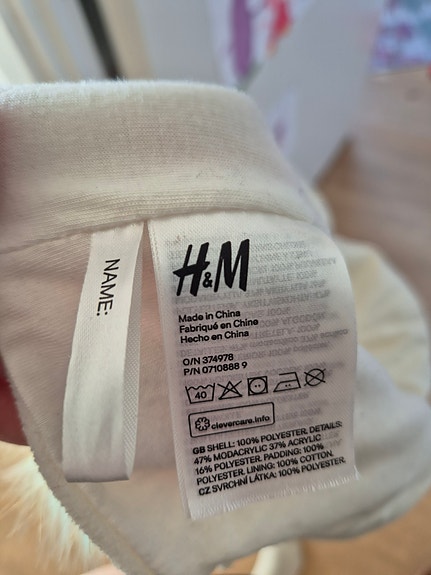 NAME:
H&M
Made in China
Fabriqué en Chine
Hecho en China
O/N 374978
P/N 0710888 9
40
clevercare.info
GB SHELL: 100% POLYESTER. DETAILS:
47% MODACRYLIC 37% ACRYLIC
16% POLYESTER. PADDING: 100%
POLYESTER. LINING: 100% COTTON.
CZ SVRCHNÍ LÁTKA: 100% POLYESTER.